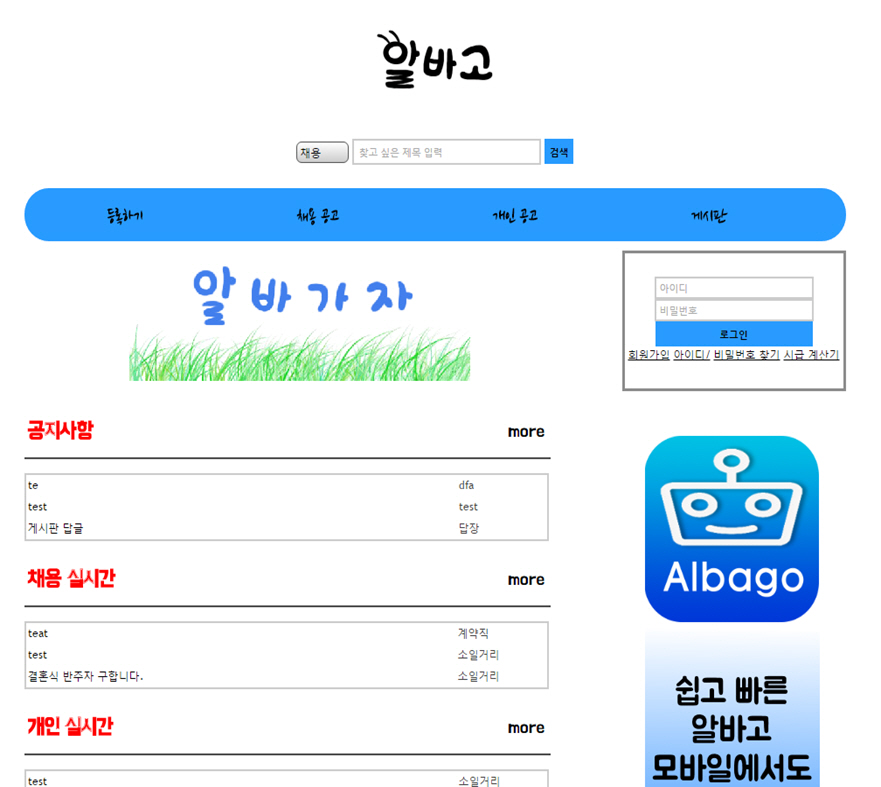 알바고
채용 찾고 싶은 제목 입력 검색
등록하기 채용 공고 개인 공고 게시판
알바가자
아이디
비밀번호
로그인
회원가입 아이디/ 비밀번호 찾기 시급 계산기
공지사항 more
te dfa
test test
게시판 답글 답장
채용 실시간 more
teat 계약직
test 소일거리
결혼식 반주자 구합니다. 소일거리
개인 실시간 more
test 소일거리
Albago
쉽고 빠른
알바고
모바일에서도